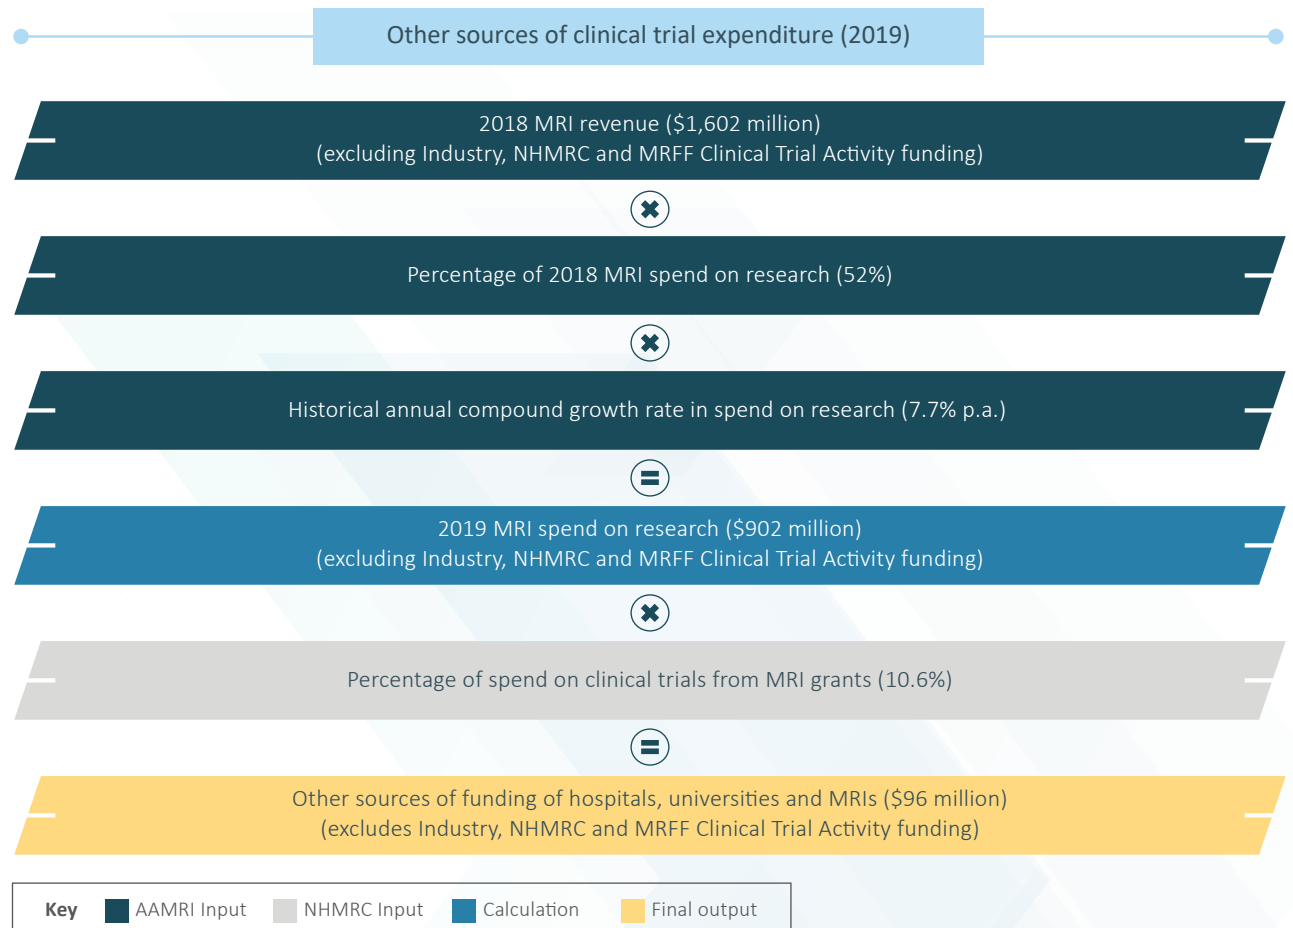 Other sources of clinical trial expenditure (2019)
2018 MRI revenue ($1,602 million)
(excluding Industry, NHMRC and MRFF Clinical Trial Activity funding)
Percentage of 2018 MRI spend on research (52%)
Historical annual compound growth rate in spend on research (7.7% p.a.)
2019 MRI spend on research ($902 million)
(excluding Industry, NHMRC and MRFF Clinical Trial Activity funding)
Percentage of spend on clinical trials from MRI grants (10.6%)
Other sources of funding of hospitals, universities and MRIs ($96 million)
(excludes Industry, NHMRC and MRFF Clinical Trial Activity funding)
Key AAMRI Input NHMRC Input Calculation Final output